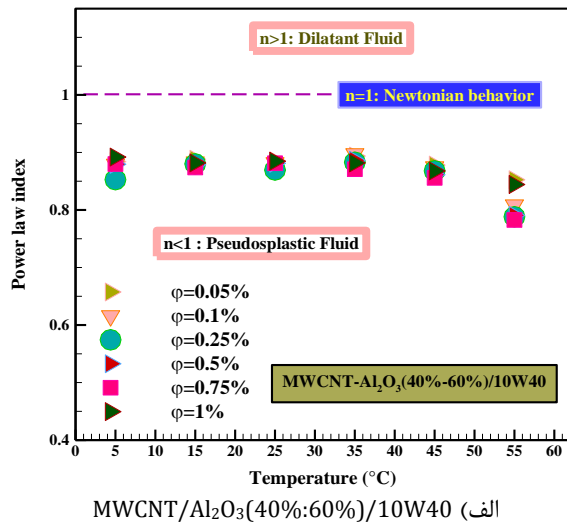 n>1: Dilatant Fluid
1
n=1: Newtonian behavior
0.8
Power law index
n<1 : Pseudosplastic Fluid
φ=0.05%
φ=0.1%
0.6
φ=0.25%
φ=0.5%
φ=0.75%
φ=1%
MWCNT-Al₂O₃(40%-60%)/10W40
0.4
0 5 10 15 20 25 30 35 40 45 50 55 60
Temperature (°C)
الف) MWCNT/Al₂O₃(40%:60%)/10W40